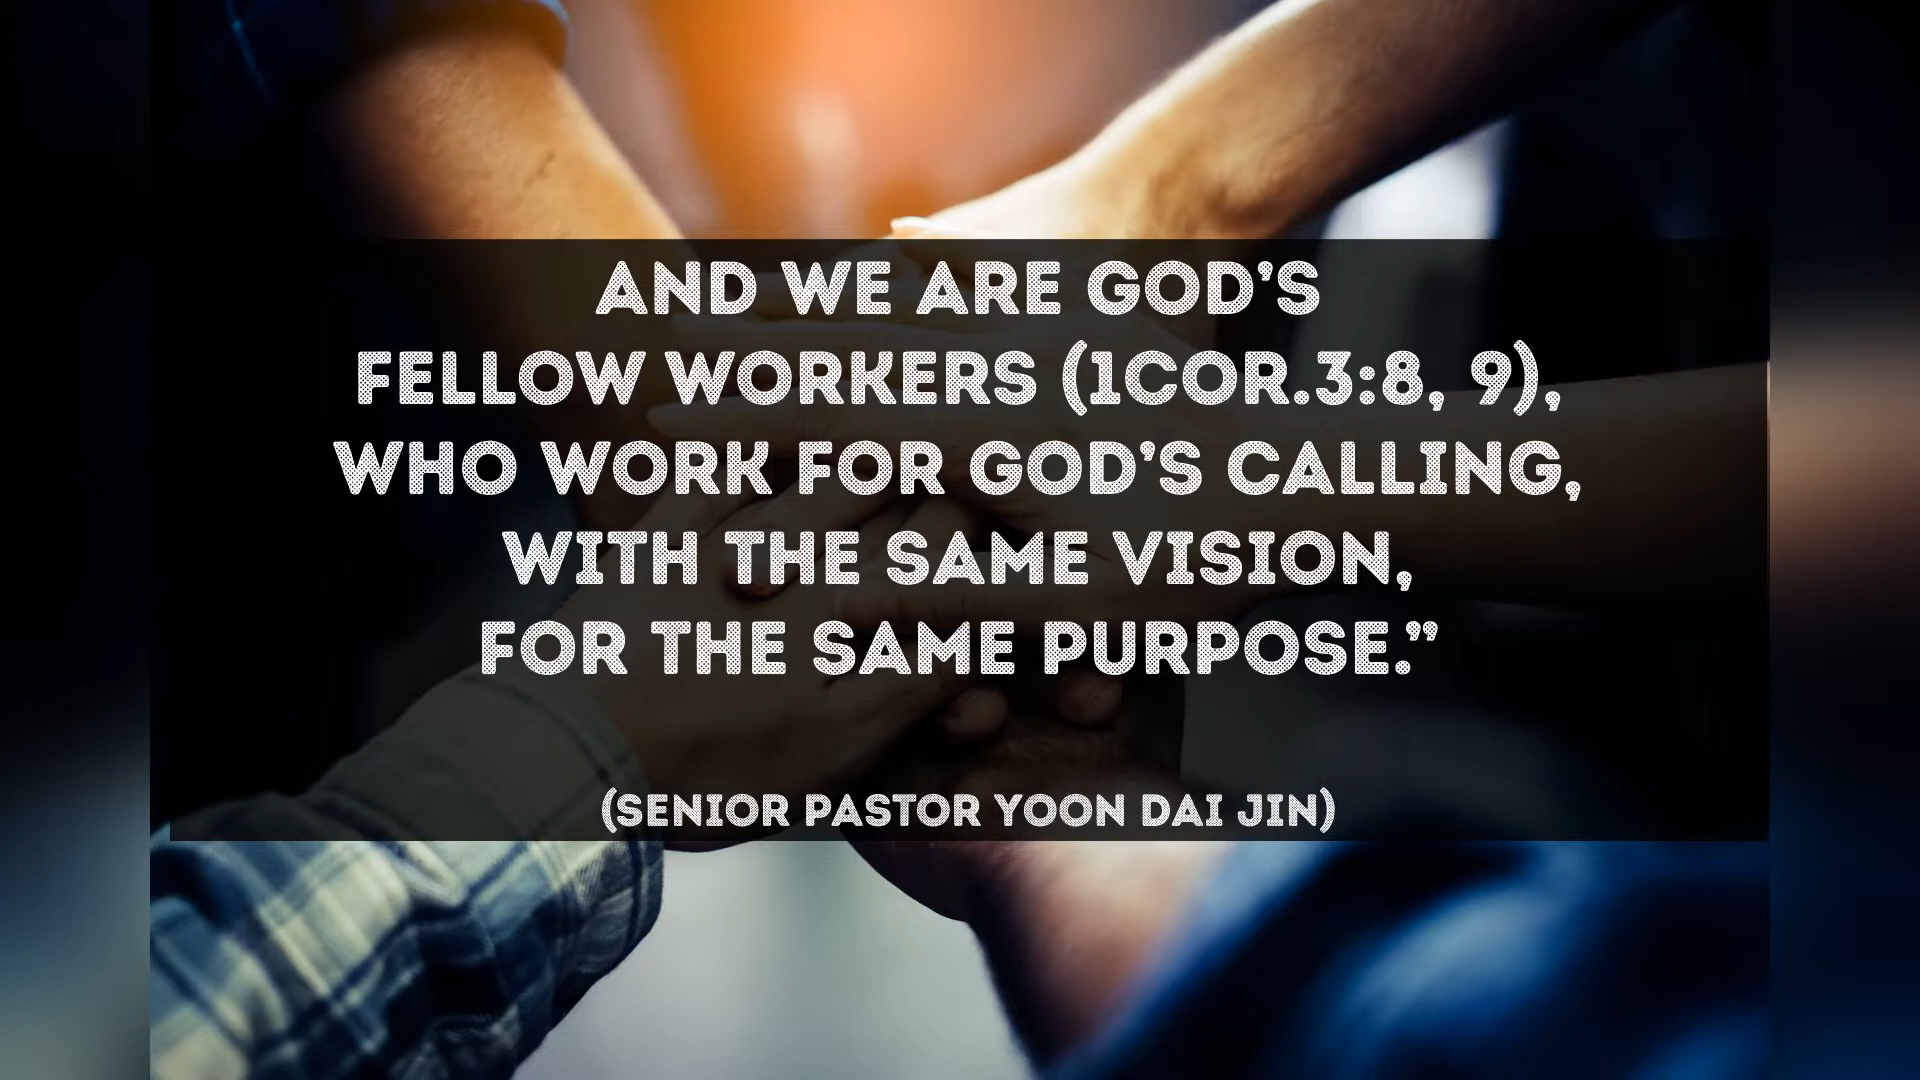 AND WE ARE GOD'S
FELLOW WORKERS (1COR.3:8, 9),
WHO WORK FOR GOD'S CALLING,
WITH THE SAME VISION,
FOR THE SAME PURPOSE.”
(SENIOR PASTOR YOON DAI JIN)